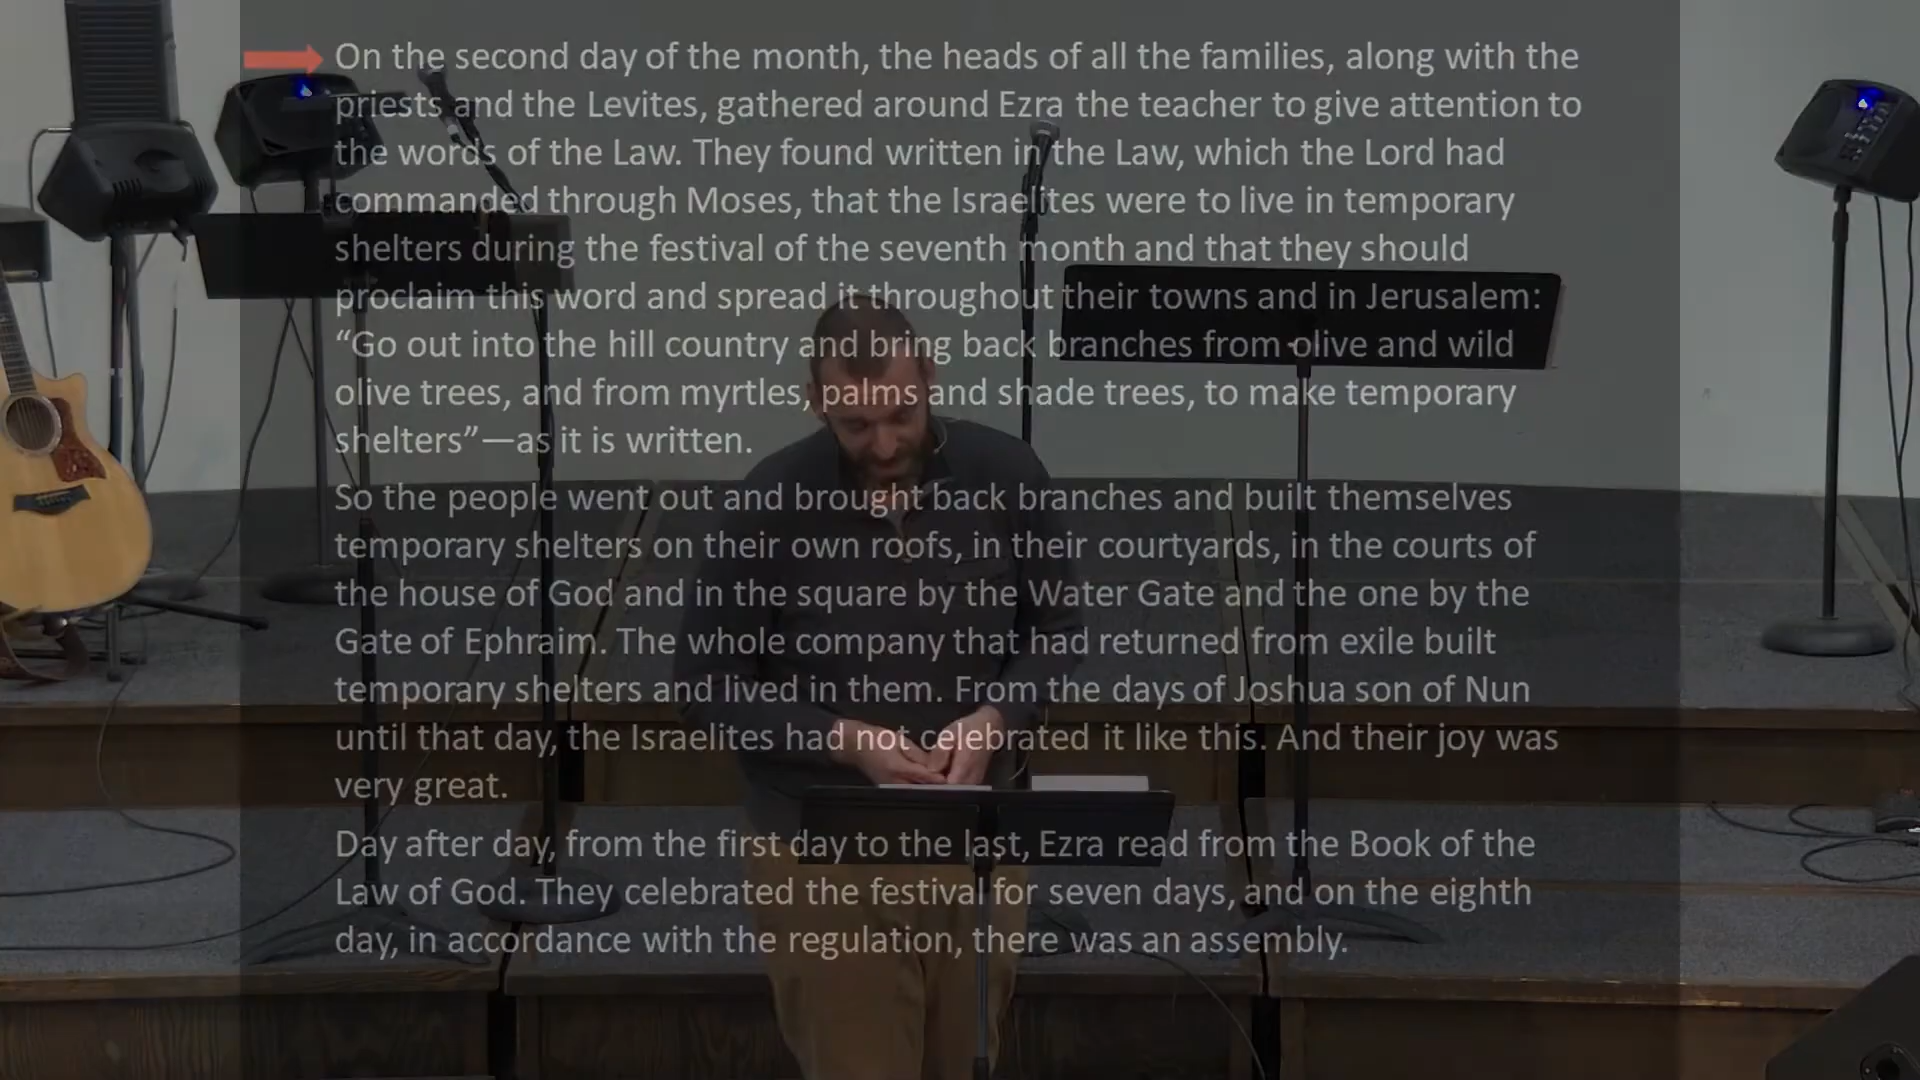 On the second day of the month, the heads of all the families, along with the
priests and the Levites, gathered around Ezra the teacher to give attention to
the words of the Law. They found written in the Law, which the Lord had
commanded through Moses, that the Israelites were to live in temporary
shelters during the festival of the seventh month and that they should
proclaim this word and spread it throughout their towns and in Jerusalem:
“Go out into the hill country and bring back branches from olive and wild
olive trees, and from myrtles, palms and shade trees, to make temporary
shelters”—as it is written.
So the people went out and brought back branches and built themselves
temporary shelters on their own roofs, in their courtyards, in the courts of
the house of God and in the square by the Water Gate and the one by the
Gate of Ephraim. The whole company that had returned from exile built
temporary shelters and lived in them. From the days of Joshua son of Nun
until that day, the Israelites had not celebrated it like this. And their joy was
very great.
Day after day, from the first day to the last, Ezra read from the Book of the
Law of God. They celebrated the festival for seven days, and on the eighth
day, in accordance with the regulation, there was an assembly.